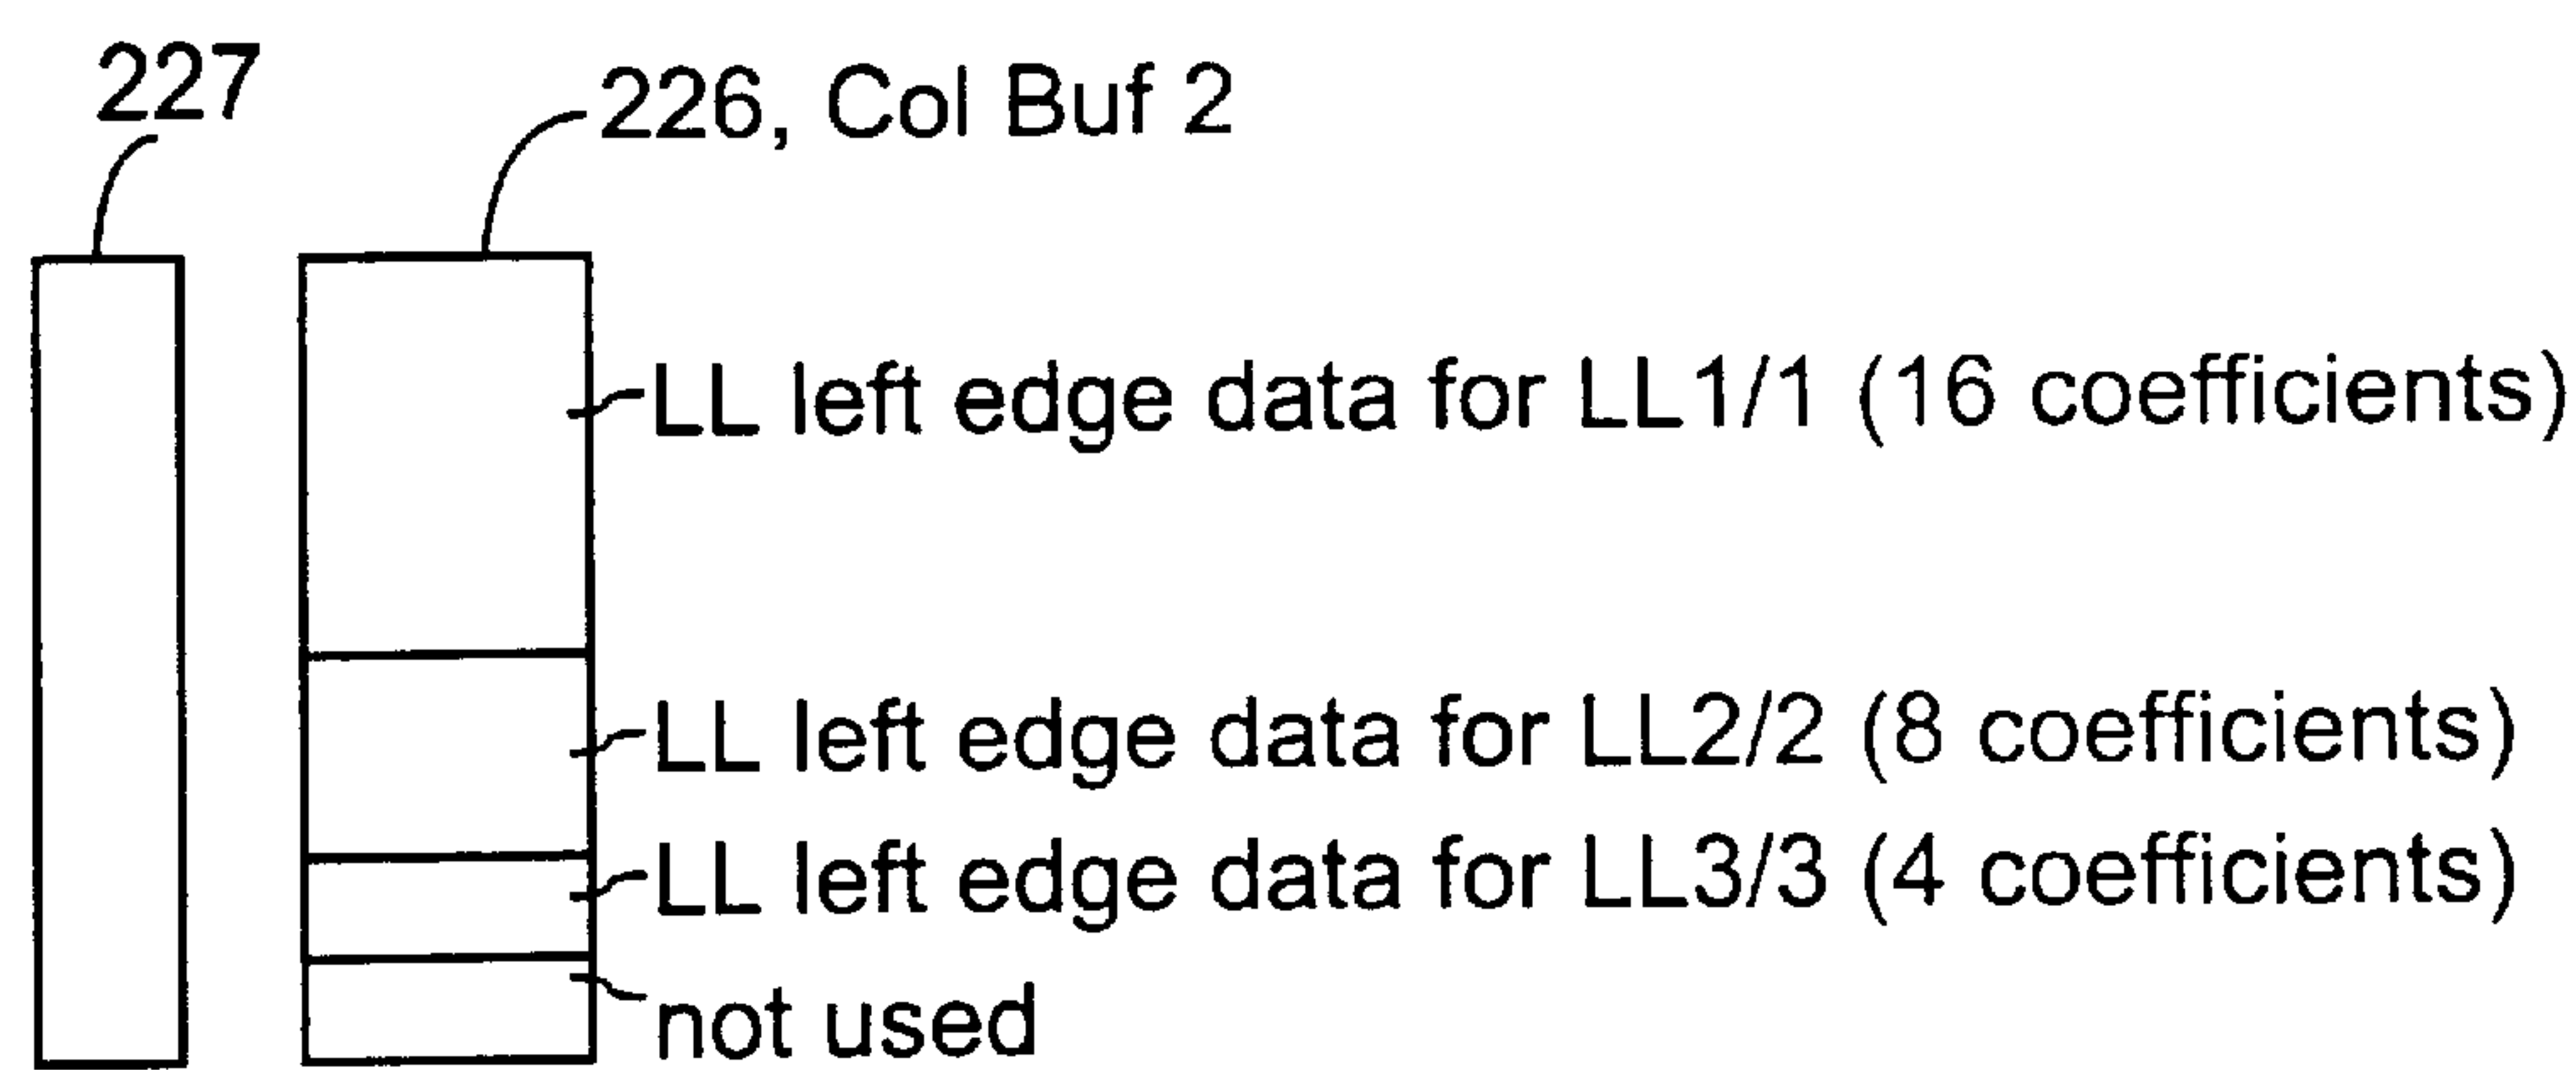 227
226, Col Buf 2
LL left edge data for LL1/1 (16 coefficients)
LL left edge data for LL2/2 (8 coefficients)
LL left edge data for LL3/3 (4 coefficients)
not used